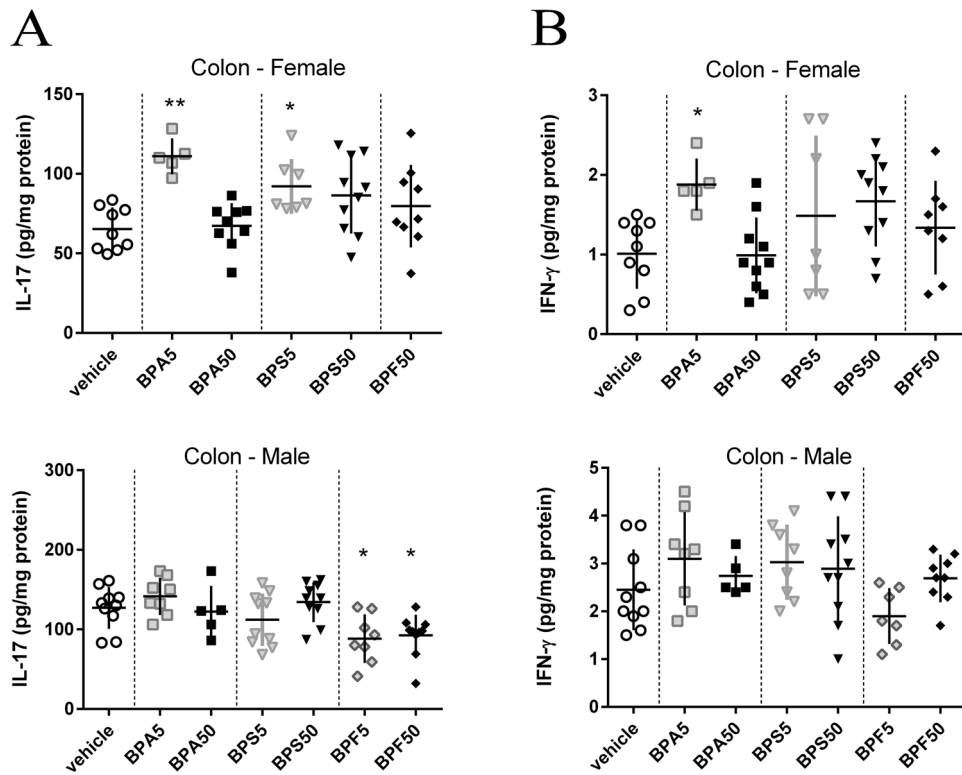 A
Colon - Female
IL-17 (pg/mg protein)
150
100
50
0
** *
vehicle BPA5 BPA50 BPS5 BPS50 BPF50
Colon - Male
IL-17 (pg/mg protein)
300
200
150
100
50
0
* *
vehicle BPA5 BPA50 BPS5 BPS50 BPF5 BPF50
B
Colon - Female
IFN-γ (pg/mg protein)
3
2
1
0
*
vehicle BPA5 BPA50 BPS5 BPS50 BPF50
Colon - Male
IFN-γ (pg/mg protein)
5
4
3
2
1
0
vehicle BPA5 BPA50 BPS5 BPS50 BPF5 BPF50